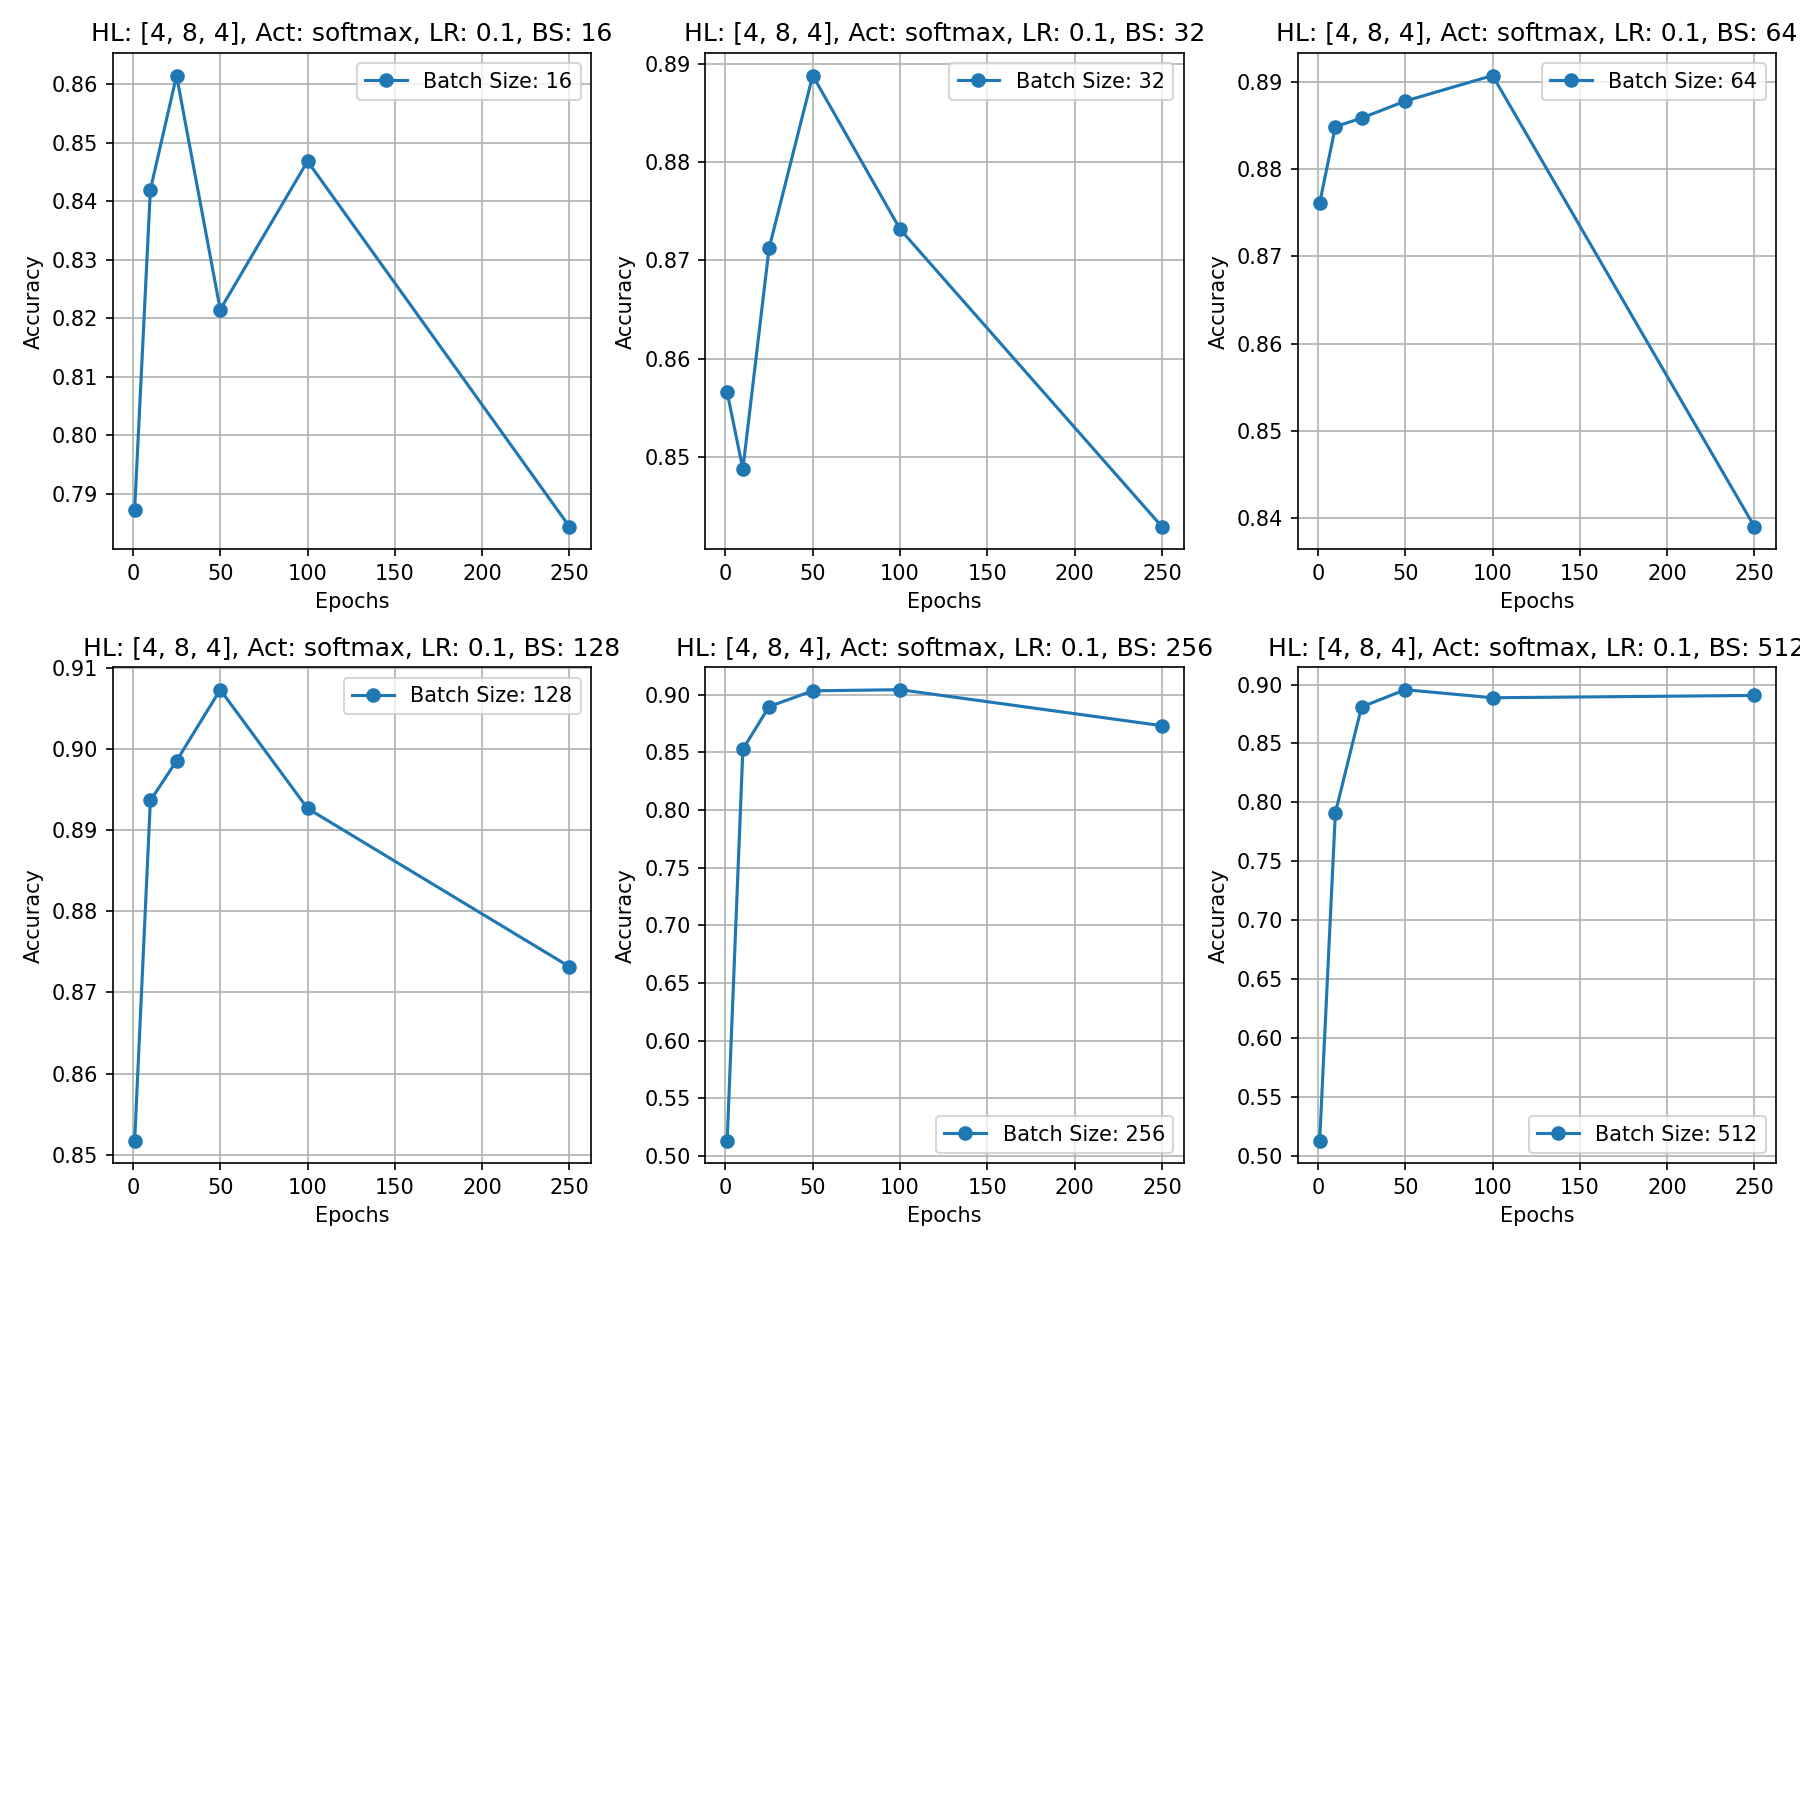 HL: [4, 8, 4], Act: softmax, LR: 0.1, BS: 16
Batch Size: 16
0.86
0.85
0.84
0.83
0.82
0.81
0.80
0.79
Accuracy
0 50 100 150 200 250
Epochs
HL: [4, 8, 4], Act: softmax, LR: 0.1, BS: 32
Batch Size: 32
0.89
0.88
0.87
0.86
0.85
Accuracy
0 50 100 150 200 250
Epochs
HL: [4, 8, 4], Act: softmax, LR: 0.1, BS: 64
Batch Size: 64
0.89
0.88
0.87
0.86
0.85
0.84
Accuracy
0 50 100 150 200 250
Epochs
HL: [4, 8, 4], Act: softmax, LR: 0.1, BS: 128
Batch Size: 128
0.91
0.90
0.89
0.88
0.87
0.86
0.85
Accuracy
0 50 100 150 200 250
Epochs
HL: [4, 8, 4], Act: softmax, LR: 0.1, BS: 256
0.90
0.85
0.80
0.75
0.70
0.65
0.60
0.55
0.50
Accuracy
Batch Size: 256
0 50 100 150 200 250
Epochs
HL: [4, 8, 4], Act: softmax, LR: 0.1, BS: 512
0.90
0.85
0.80
0.75
0.70
0.65
0.60
0.55
0.50
Accuracy
Batch Size: 512
0 50 100 150 200 250
Epochs